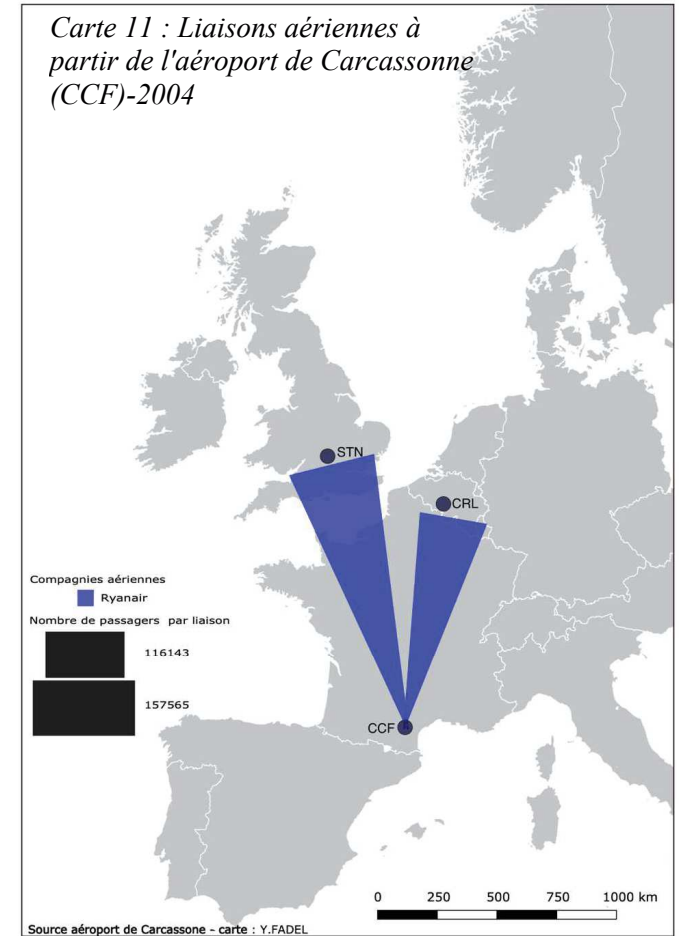 Carte 11 : Liaisons aériennes à
partir de l'aéroport de Carcassonne
(CCF)-2004
STN
CRL
Compagnies aériennes
Ryanair
Nombre de passagers par liaison
116143
157565
CCF
0 250 500 750 1000 km
Source aéroport de Carcassone - carte : Y.FADEL